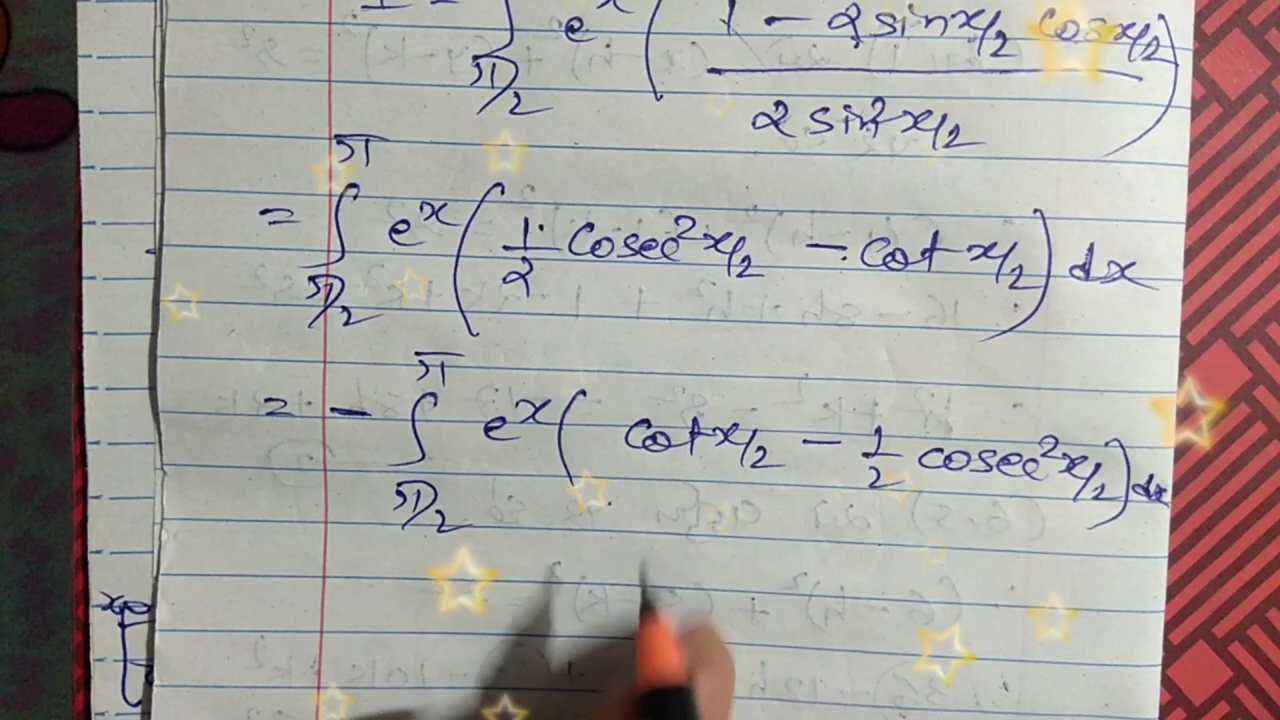 I = ∫_{π/2} e^x ( (1 - 2 sin x/2 cos x/2) / (2 sin² x/2) )
= ∫_{π/2}^{π} e^x ( 1/2 cosec² x/2 - cot x/2 ) dx
= - ∫_{π/2}^{π} e^x ( cot x/2 - 1/2 cosec² x/2 ) dx